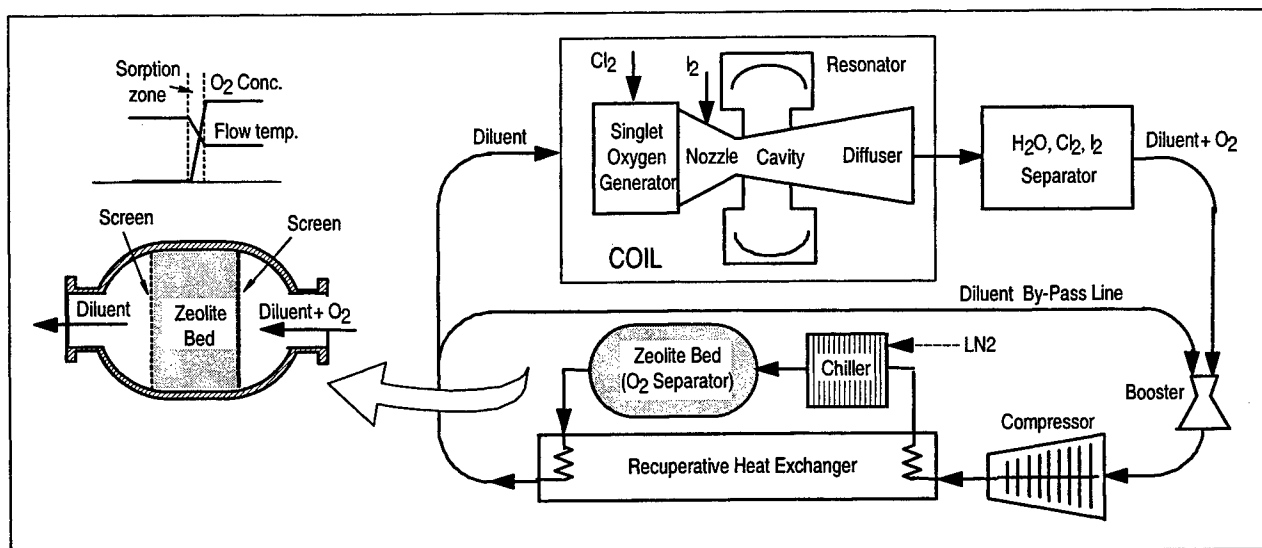 Sorption
zone
O2 Conc.
Flow temp.
Screen
Screen
Diluent
Zeolite
Bed
Diluent + O2
Cl2
I2
Resonator
Diluent
Singlet
Oxygen
Generator
Nozzle
Cavity
Diffuser
COIL
H2O, Cl2, I2
Separator
Diluent + O2
Diluent By-Pass Line
Zeolite Bed
(O2 Separator)
Chiller
LN2
Booster
Compressor
Recuperative Heat Exchanger